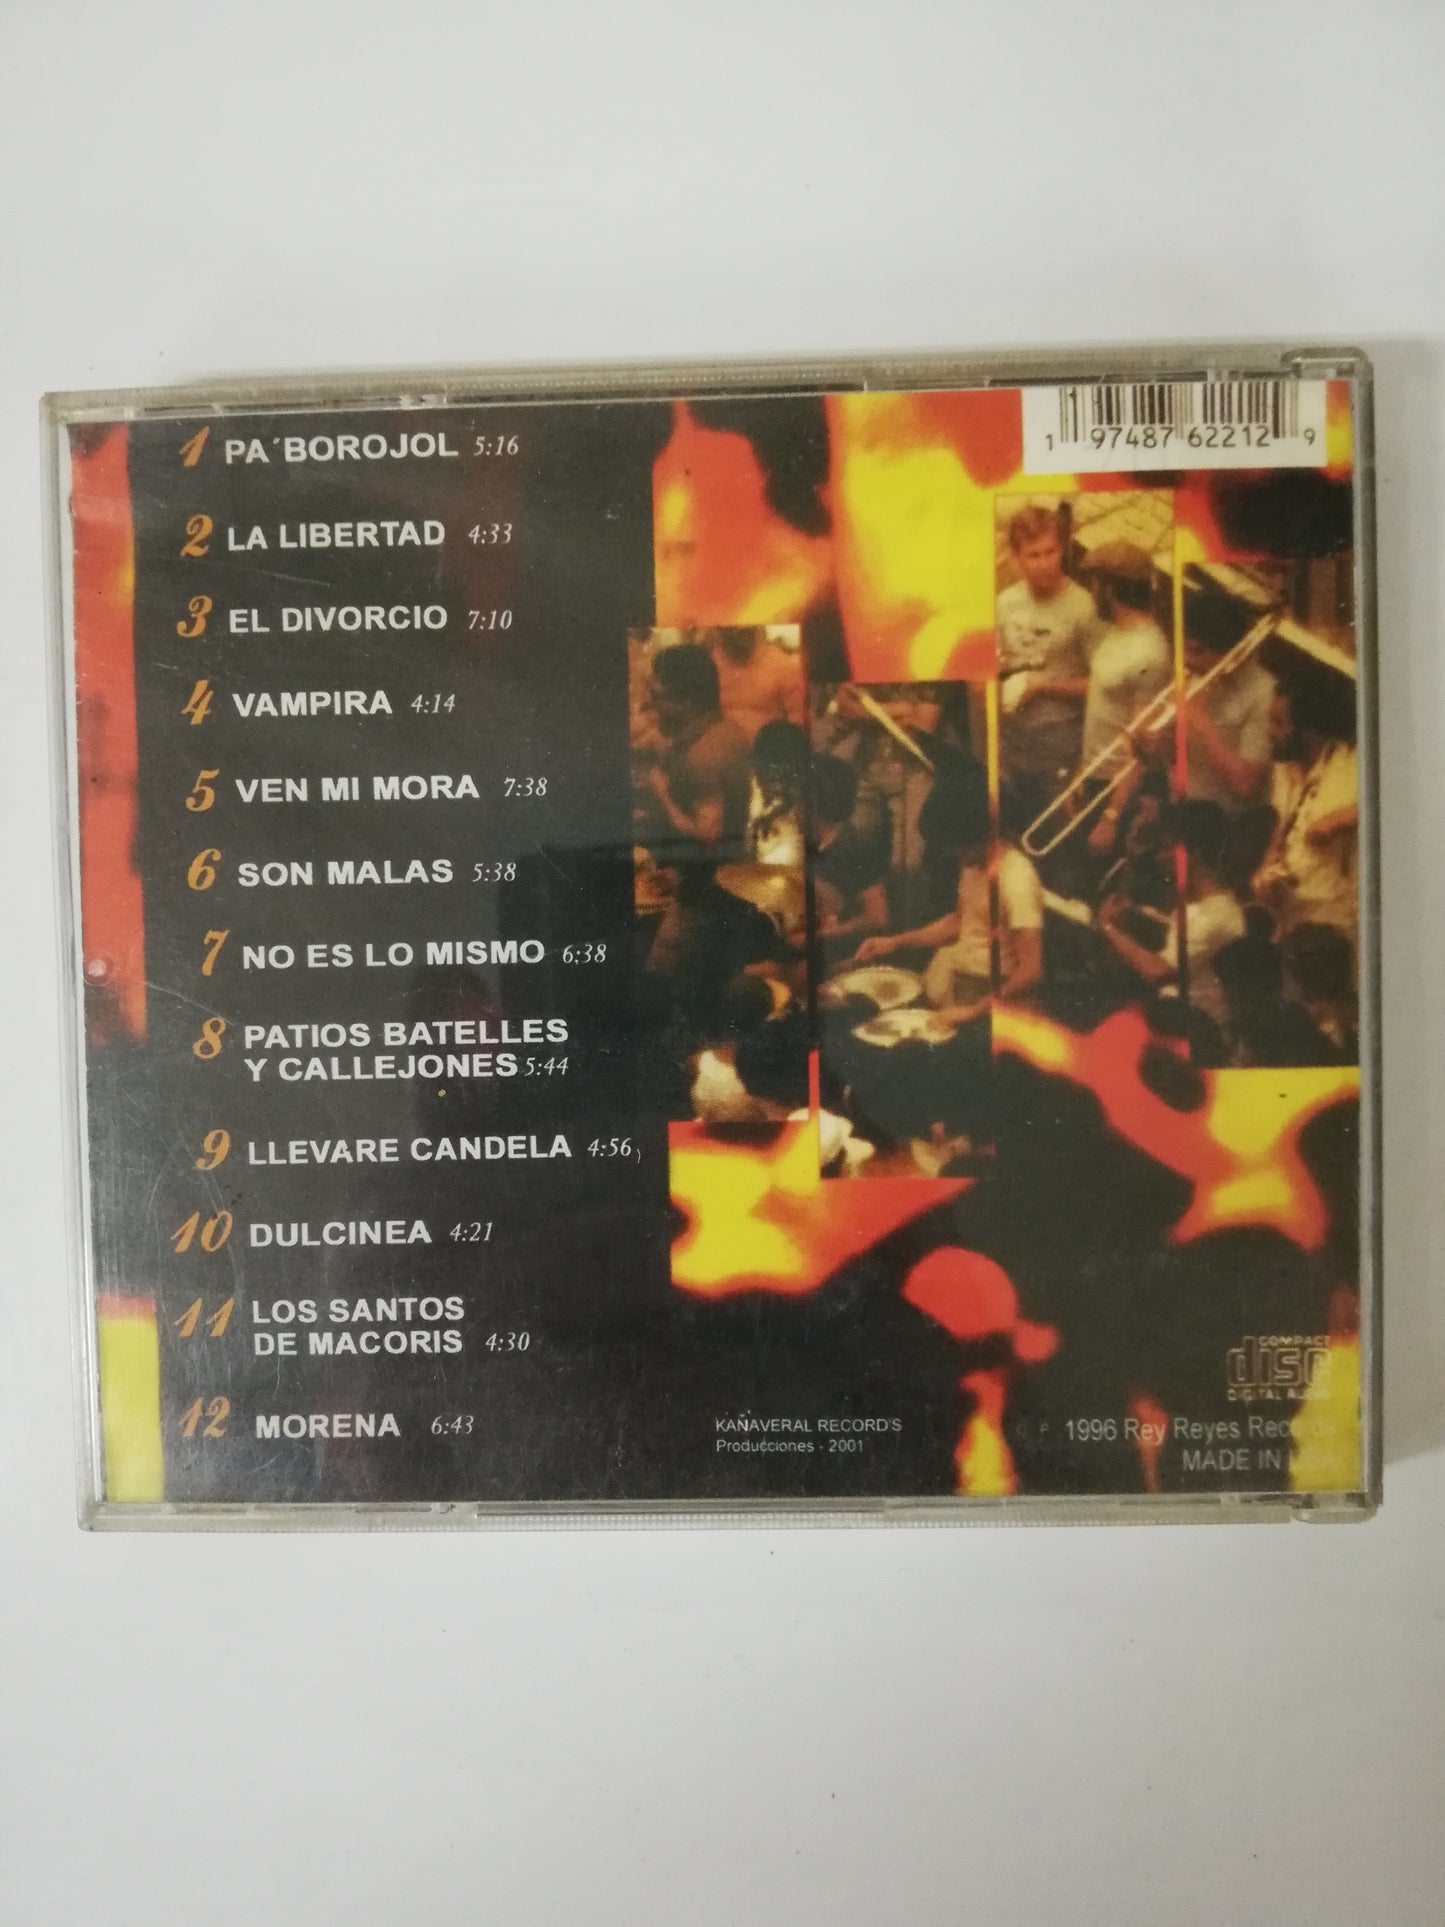 1 97487 62212 9
1 PA´BOROJOL 5:16
2 LA LIBERTAD 4:33
3 EL DIVORCIO 7:10
4 VAMPIRA 4:14
5 VEN MI MORA 7:38
6 SON MALAS 5:38
7 NO ES LO MISMO 6:38
8 PATIOS BATELLES
Y CALLEJONES 5:44
9 LLEVARE CANDELA 4:56
10 DULCINEA 4:21
11 LOS SANTOS
DE MACORIS 4:30
12 MORENA 6:43
KAÑAVERAL RECORD'S
Producciones - 2001
COMPACT
disc
DIGITAL AUDIO
1996 Rey Reyes Records
MADE IN